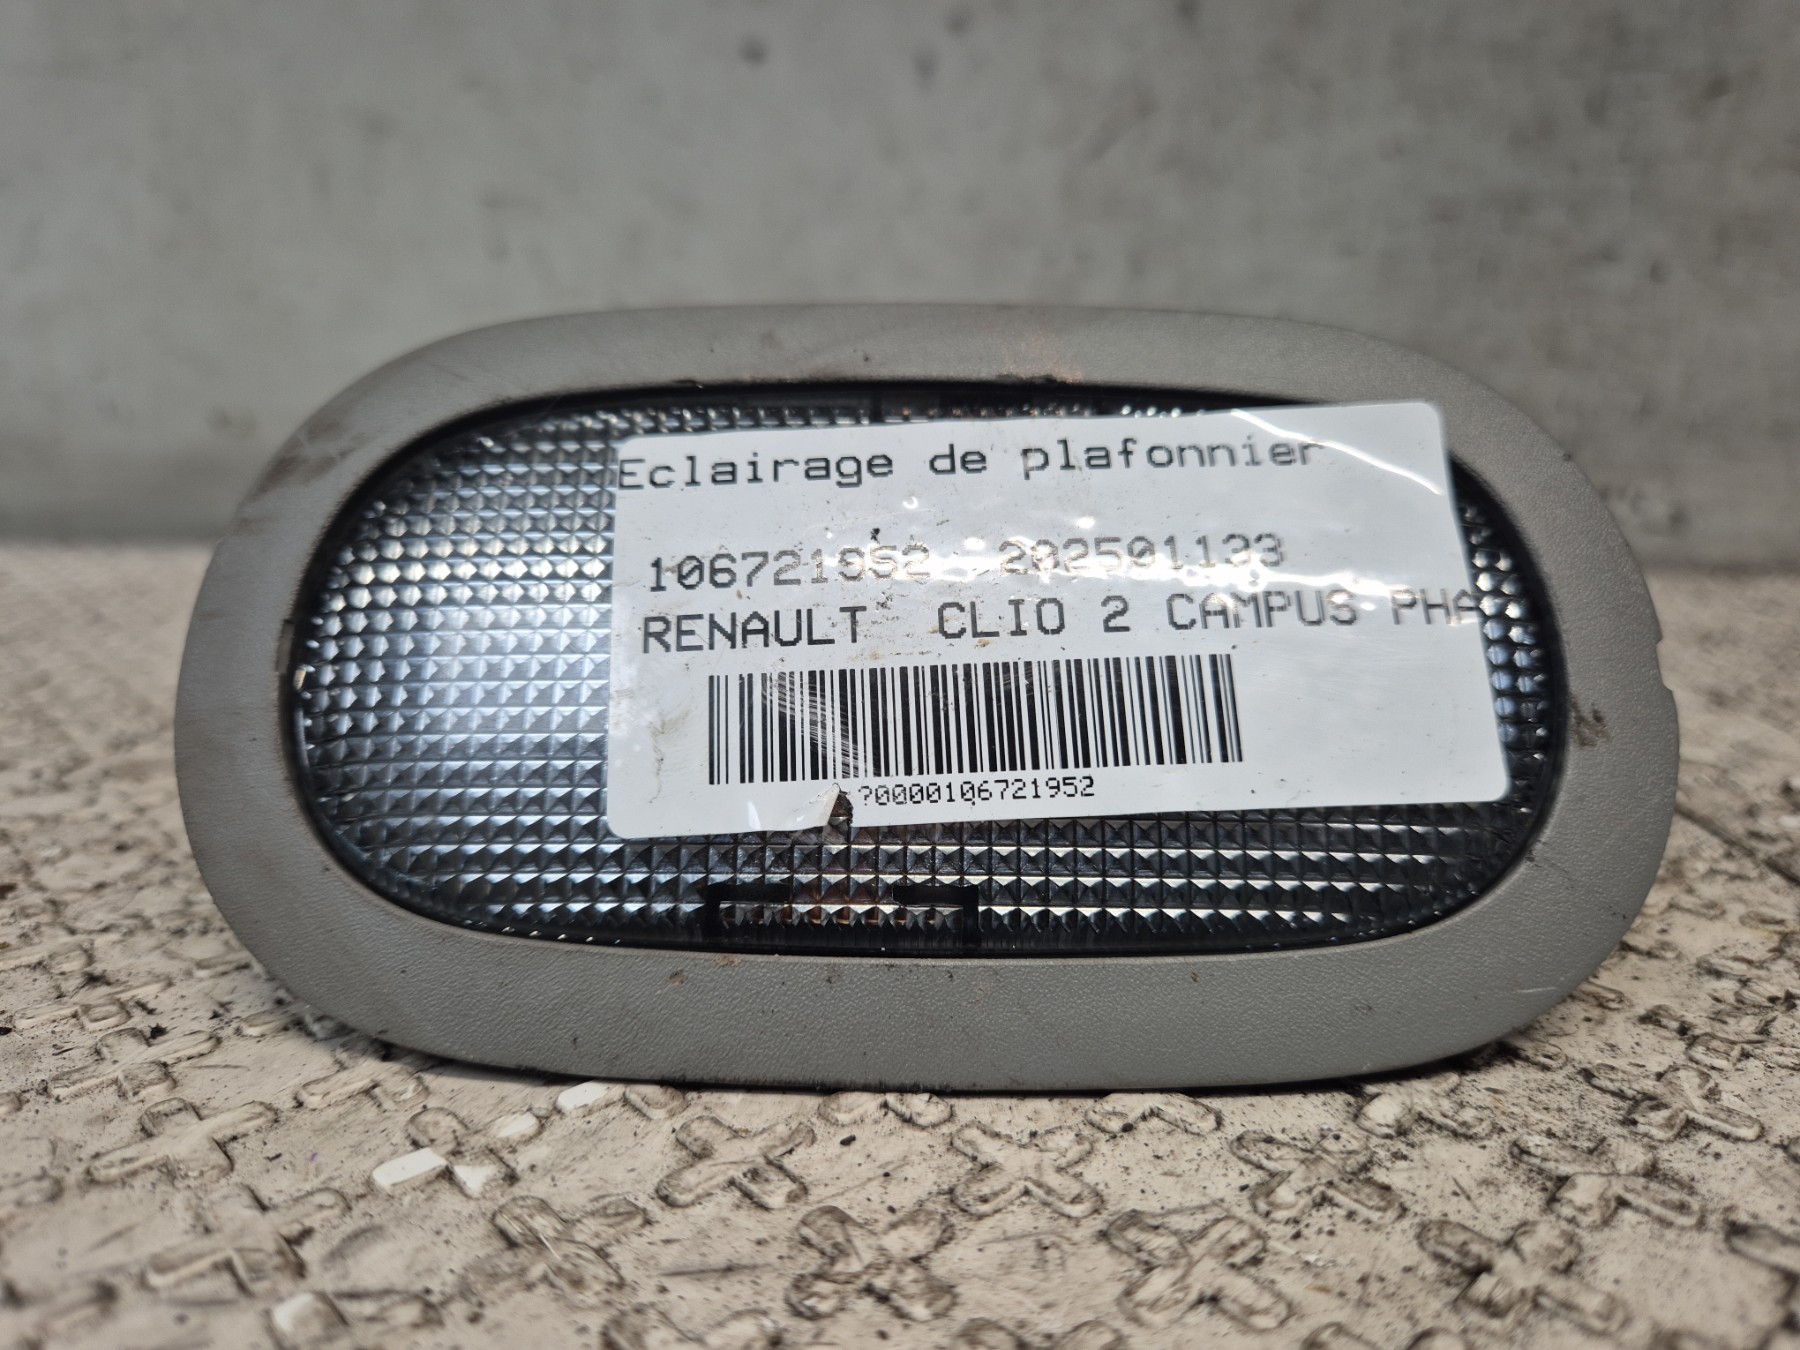 Eclairage de plafonnier
106721952 202501133
RENAULT CLIO 2 CAMPUS PHA
?0000106721952